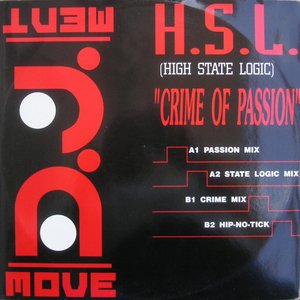 MENT
MOVE
H.S.L.
(HIGH STATE LOGIC)
"CRIME OF PASSION"
A1 PASSION MIX
A2 STATE LOGIC MIX
B1 CRIME MIX
B2 HIP-NO-TICK